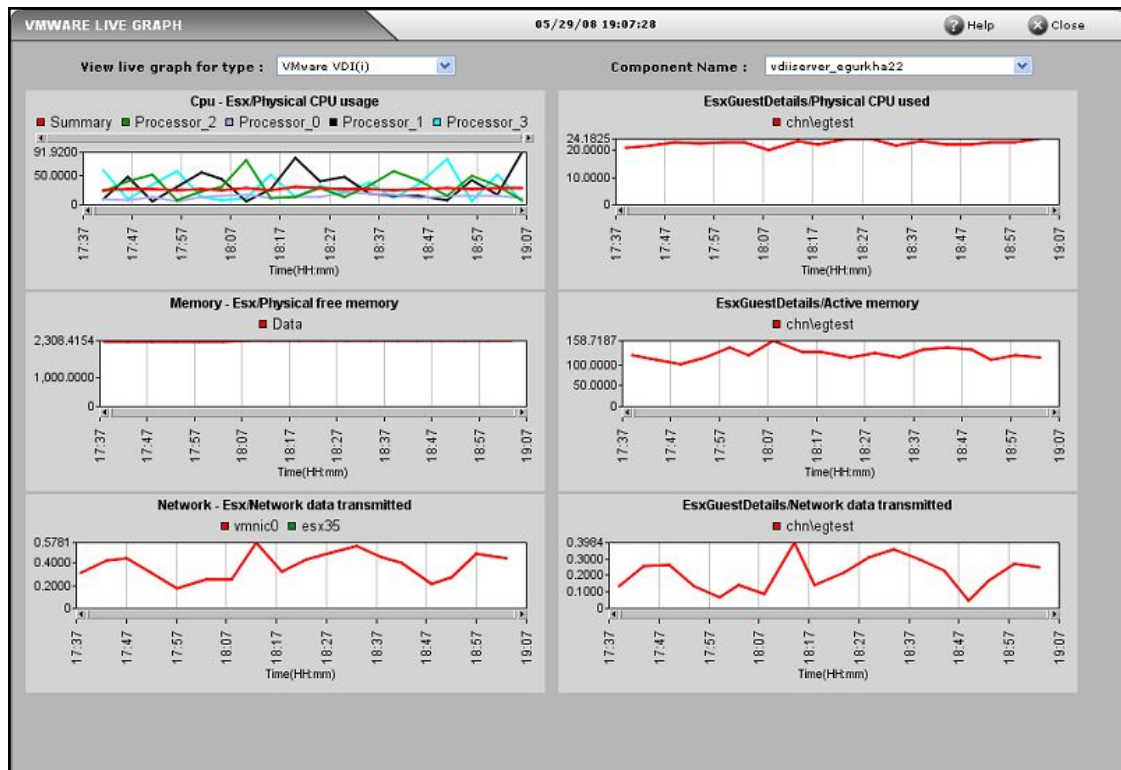 VMWARE LIVE GRAPH 05/29/08 19:07:28 Help Close
View live graph for type : VMware VDI(i) Component Name : vdiiserver_egurkha22
Cpu - Esx/Physical CPU usage
Summary Processor_2 Processor_0 Processor_1 Processor_3
91.9200
50.0000
0
17:37 17:47 17:57 18:07 18:17 18:27 18:37 18:47 18:57 19:07
Time(HH:mm)
EsxGuestDetails/Physical CPU used
chn\egtest
24.1825
20.0000
10.0000
0
17:37 17:47 17:57 18:07 18:17 18:27 18:37 18:47 18:57 19:07
Time(HH:mm)
Memory - Esx/Physical free memory
Data
2,308.4154
1,000.0000
0
17:37 17:47 17:57 18:07 18:17 18:27 18:37 18:47 18:57 19:07
Time(HH:mm)
EsxGuestDetails/Active memory
chn\egtest
158.7187
100.0000
50.0000
0
17:37 17:47 17:57 18:07 18:17 18:27 18:37 18:47 18:57 19:07
Time(HH:mm)
Network - Esx/Network data transmitted
vmnic0 esx35
0.5781
0.4000
0.2000
0
17:37 17:47 17:57 18:07 18:17 18:27 18:37 18:47 18:57 19:07
Time(HH:mm)
EsxGuestDetails/Network data transmitted
chn\egtest
0.3984
0.3000
0.2000
0.1000
0
17:37 17:47 17:57 18:07 18:17 18:27 18:37 18:47 18:57 19:07
Time(HH:mm)